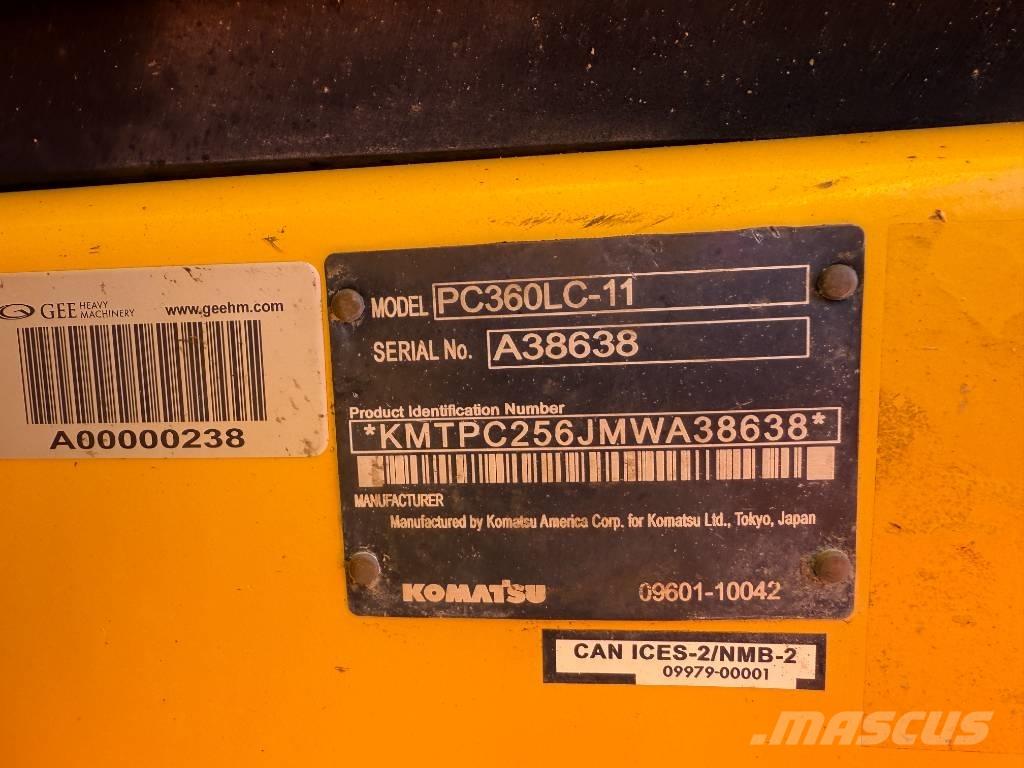 GEE HEAVY MACHINERY www.geehm.com
A00000238
MODEL PC360LC-11
SERIAL No. A38638
Product Identification Number
*KMTPC256JMWA38638*
MANUFACTURER
Manufactured by Komatsu America Corp. for Komatsu Ltd., Tokyo, Japan
KOMATSU 09601-10042
CAN ICES-2/NMB-2
09979-00001
MASCUS